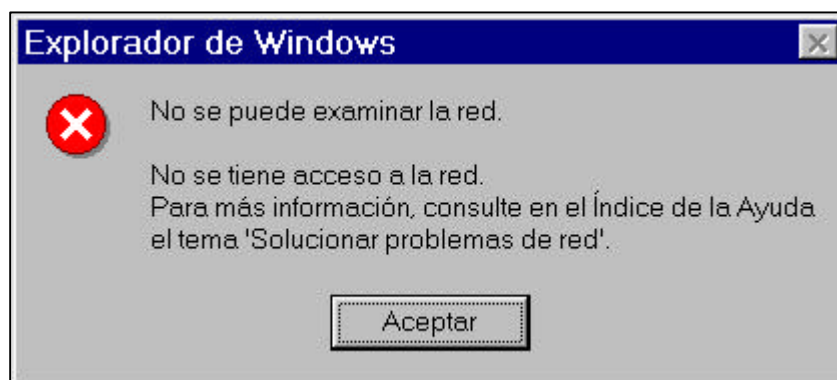 Explorador de Windows
No se puede examinar la red.
No se tiene acceso a la red.
Para más información, consulte en el Índice de la Ayuda
el tema 'Solucionar problemas de red'.
Aceptar